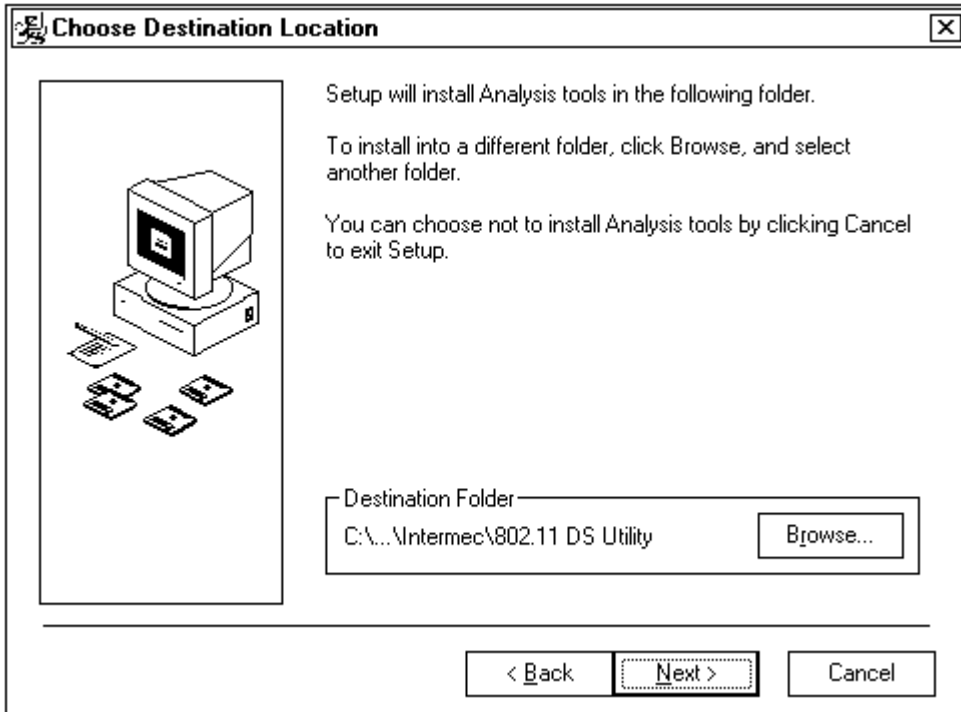 Choose Destination Location
Setup will install Analysis tools in the following folder.
To install into a different folder, click Browse, and select
another folder.
You can choose not to install Analysis tools by clicking Cancel
to exit Setup.
Destination Folder
C:\...\Intermec\802.11 DS Utility
Browse...
< Back
Next >
Cancel